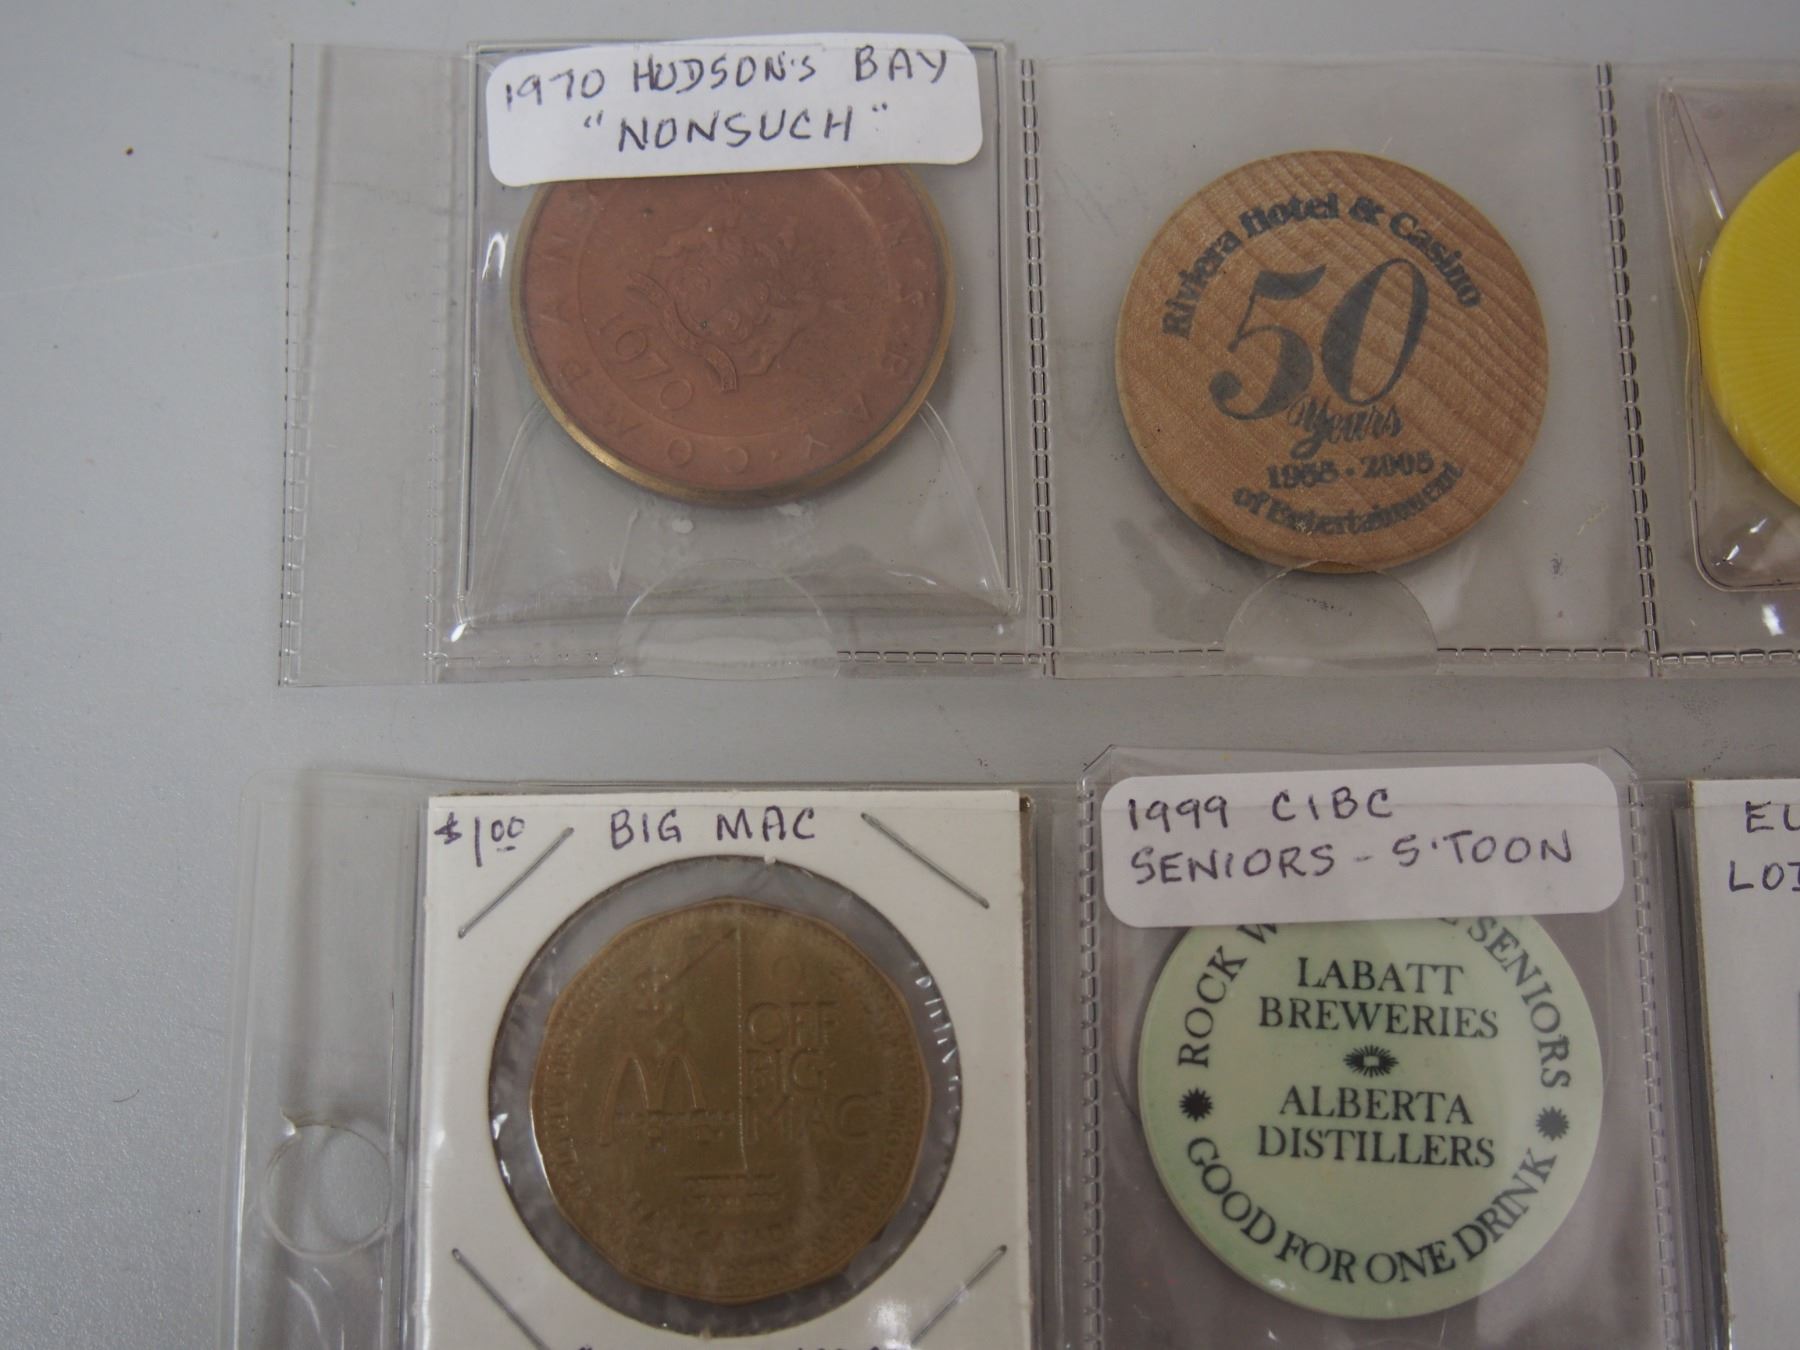 1970 HUDSON'S BAY
"NONSUCH"
1970
Riviera Hotel & Casino
50
Years
1955 · 2005
of Entertainment
$1.00 BIG MAC
1
OFF
BIG
MAC
1999 CIBC
SENIORS - S'TOON
ROCK
SENIORS
LABATT
BREWERIES
ALBERTA
DISTILLERS
GOOD FOR ONE DRINK